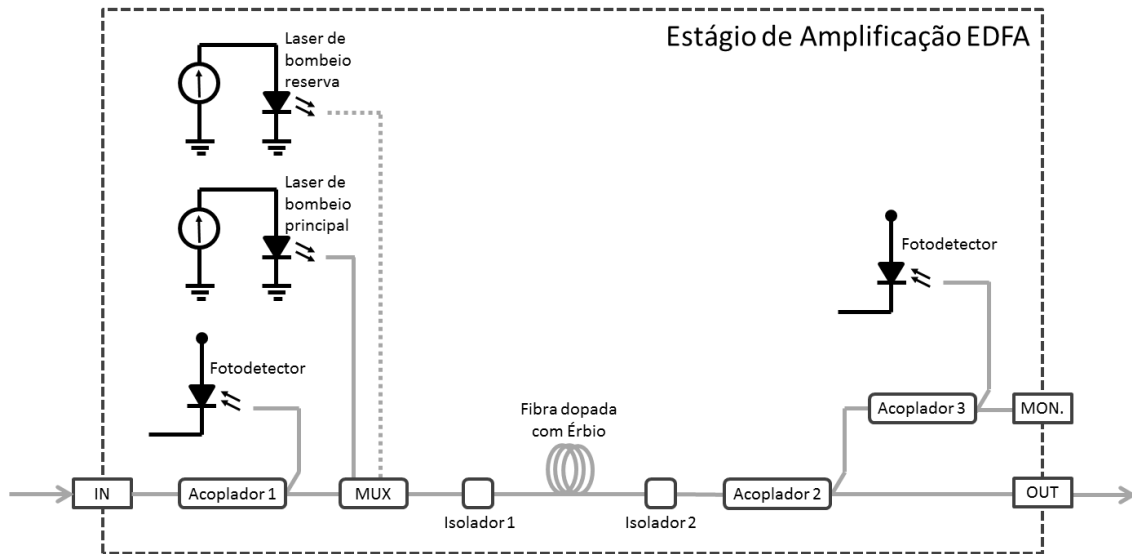 Estágio de Amplificação EDFA
Laser de
bombeio
reserva
Laser de
bombeio
principal
Fotodetector
Fotodetector
Fibra dopada
com Érbio
Acoplador 3
MON.
IN
Acoplador 1
MUX
Isolador 1
Isolador 2
Acoplador 2
OUT